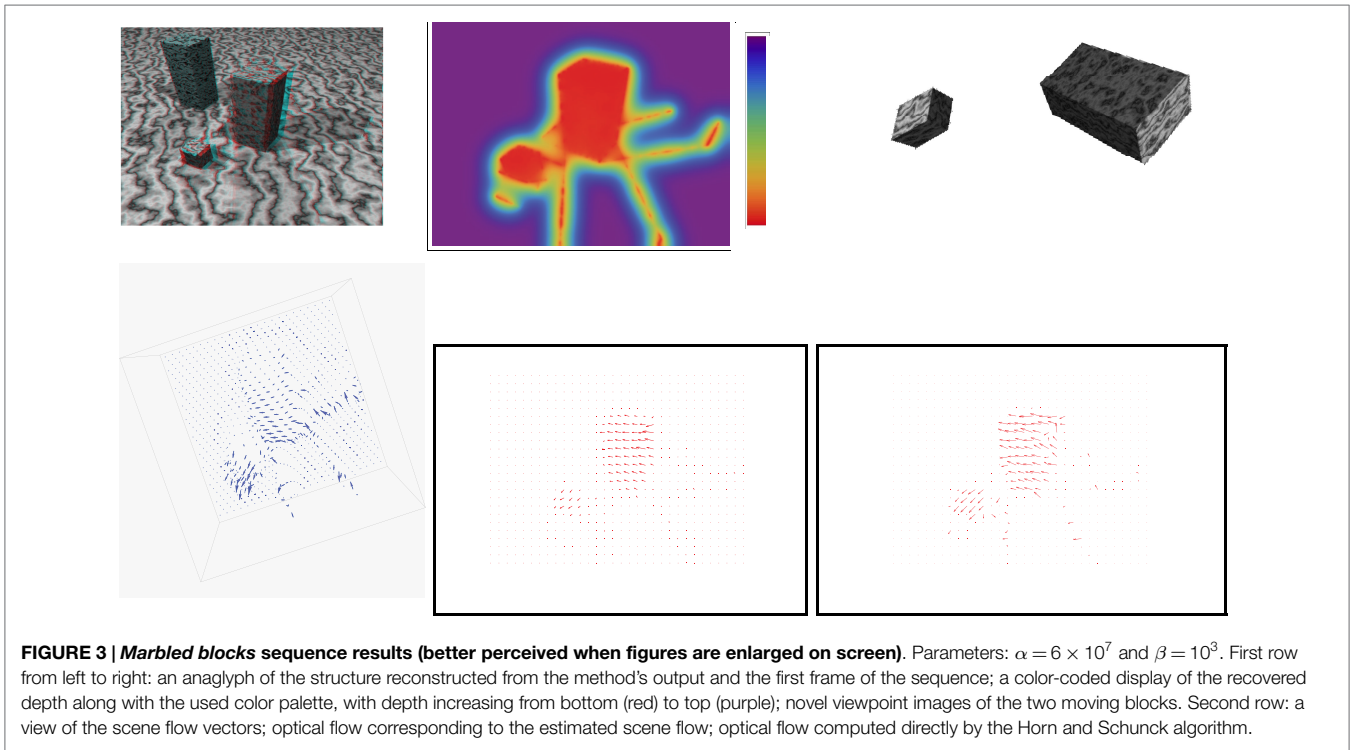 FIGURE 3 | Marbled blocks sequence results (better perceived when figures are enlarged on screen). Parameters: α = 6 × 10⁷ and β = 10³. First row
from left to right: an anaglyph of the structure reconstructed from the method's output and the first frame of the sequence; a color-coded display of the recovered
depth along with the used color palette, with depth increasing from bottom (red) to top (purple); novel viewpoint images of the two moving blocks. Second row: a
view of the scene flow vectors; optical flow corresponding to the estimated scene flow; optical flow computed directly by the Horn and Schunck algorithm.